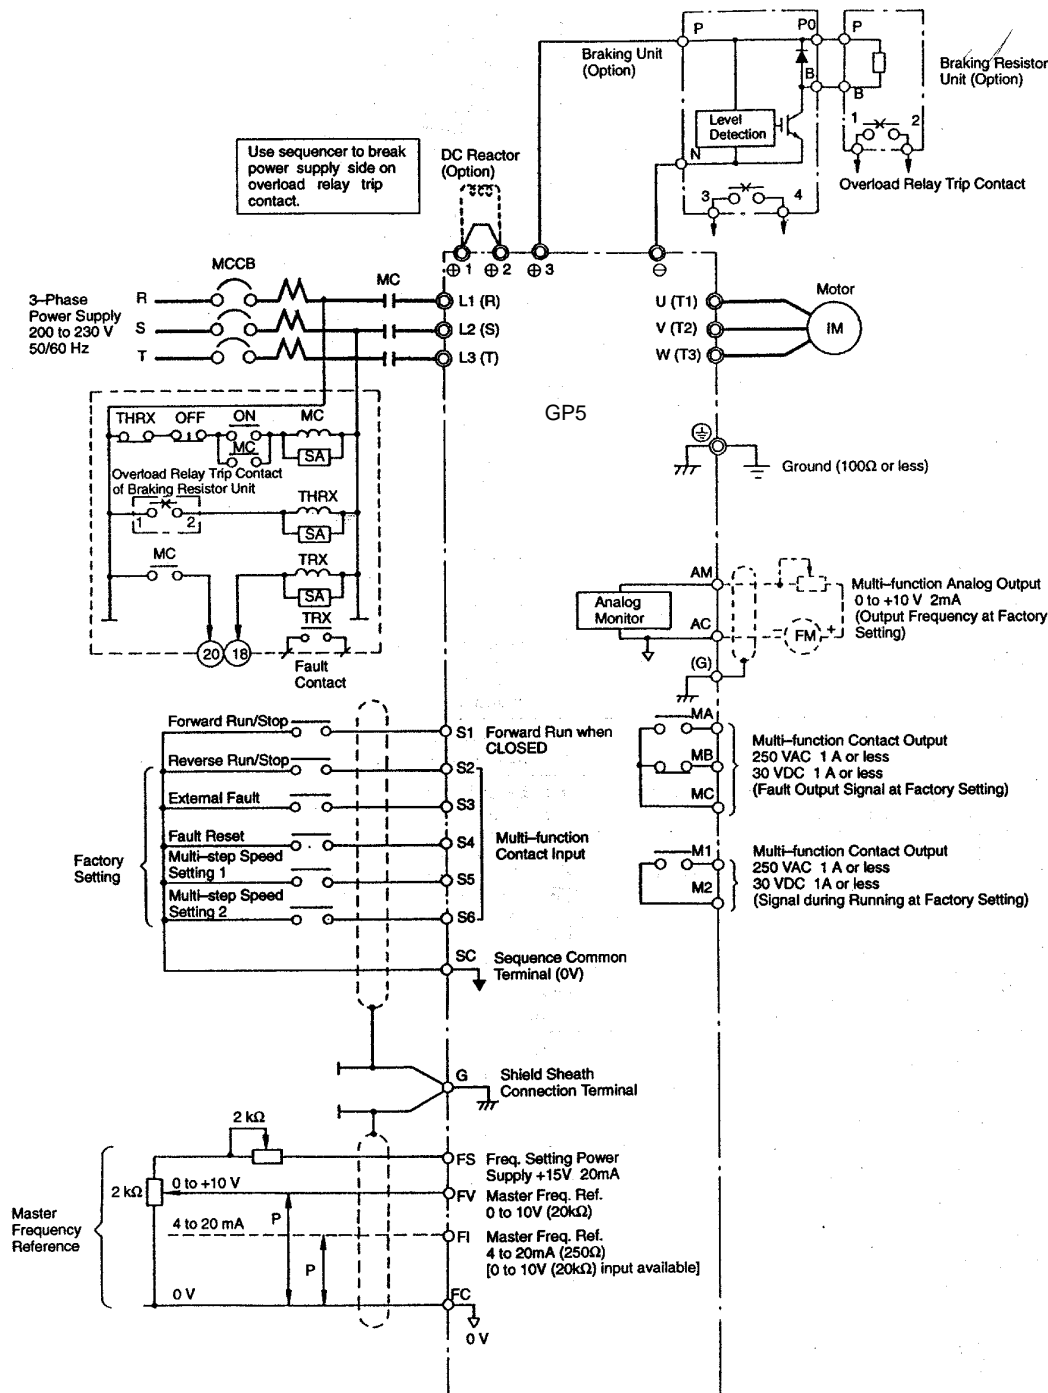 P
P0
P
Braking Unit
(Option)
B
B
Braking Resistor
Unit (Option)
Level
Detection
1
2
N
Overload Relay Trip Contact
3
4
Use sequencer to break
power supply side on
overload relay trip
contact.
DC Reactor
(Option)
⊕ 1
⊕ 2
⊕ 3
⊖
MCCB
MC
3–Phase
Power Supply
200 to 230 V
50/60 Hz
R
S
T
L1 (R)
L2 (S)
L3 (T)
U (T1)
V (T2)
W (T3)
Motor
IM
GP5
THRX
OFF
ON
MC
MC
SA
Overload Relay Trip Contact
of Braking Resistor Unit
1
2
THRX
SA
MC
TRX
SA
TRX
20
18
Fault
Contact
Ground (100Ω or less)
AM
Analog
Monitor
AC
(G)
FM
+
−
Multi–function Analog Output
0 to +10 V 2mA
(Output Frequency at Factory
Setting)
Forward Run/Stop
S1
Forward Run when
CLOSED
Reverse Run/Stop
S2
External Fault
S3
Fault Reset
S4
Multi–step Speed
Setting 1
S5
Multi–step Speed
Setting 2
S6
Factory
Setting
Multi–function
Contact Input
MA
MB
MC
Multi–function Contact Output
250 VAC 1 A or less
30 VDC 1 A or less
(Fault Output Signal at Factory Setting)
M1
M2
Multi–function Contact Output
250 VAC 1 A or less
30 VDC 1A or less
(Signal during Running at Factory Setting)
SC
Sequence Common
Terminal (0V)
G
Shield Sheath
Connection Terminal
2 kΩ
FS
Freq. Setting Power
Supply +15V 20mA
2 kΩ
0 to +10 V
FV
Master Freq. Ref.
0 to 10V (20kΩ)
Master
Frequency
Reference
4 to 20 mA
P
FI
Master Freq. Ref.
4 to 20mA (250Ω)
[0 to 10V (20kΩ) input available]
P
0 V
FC
0 V